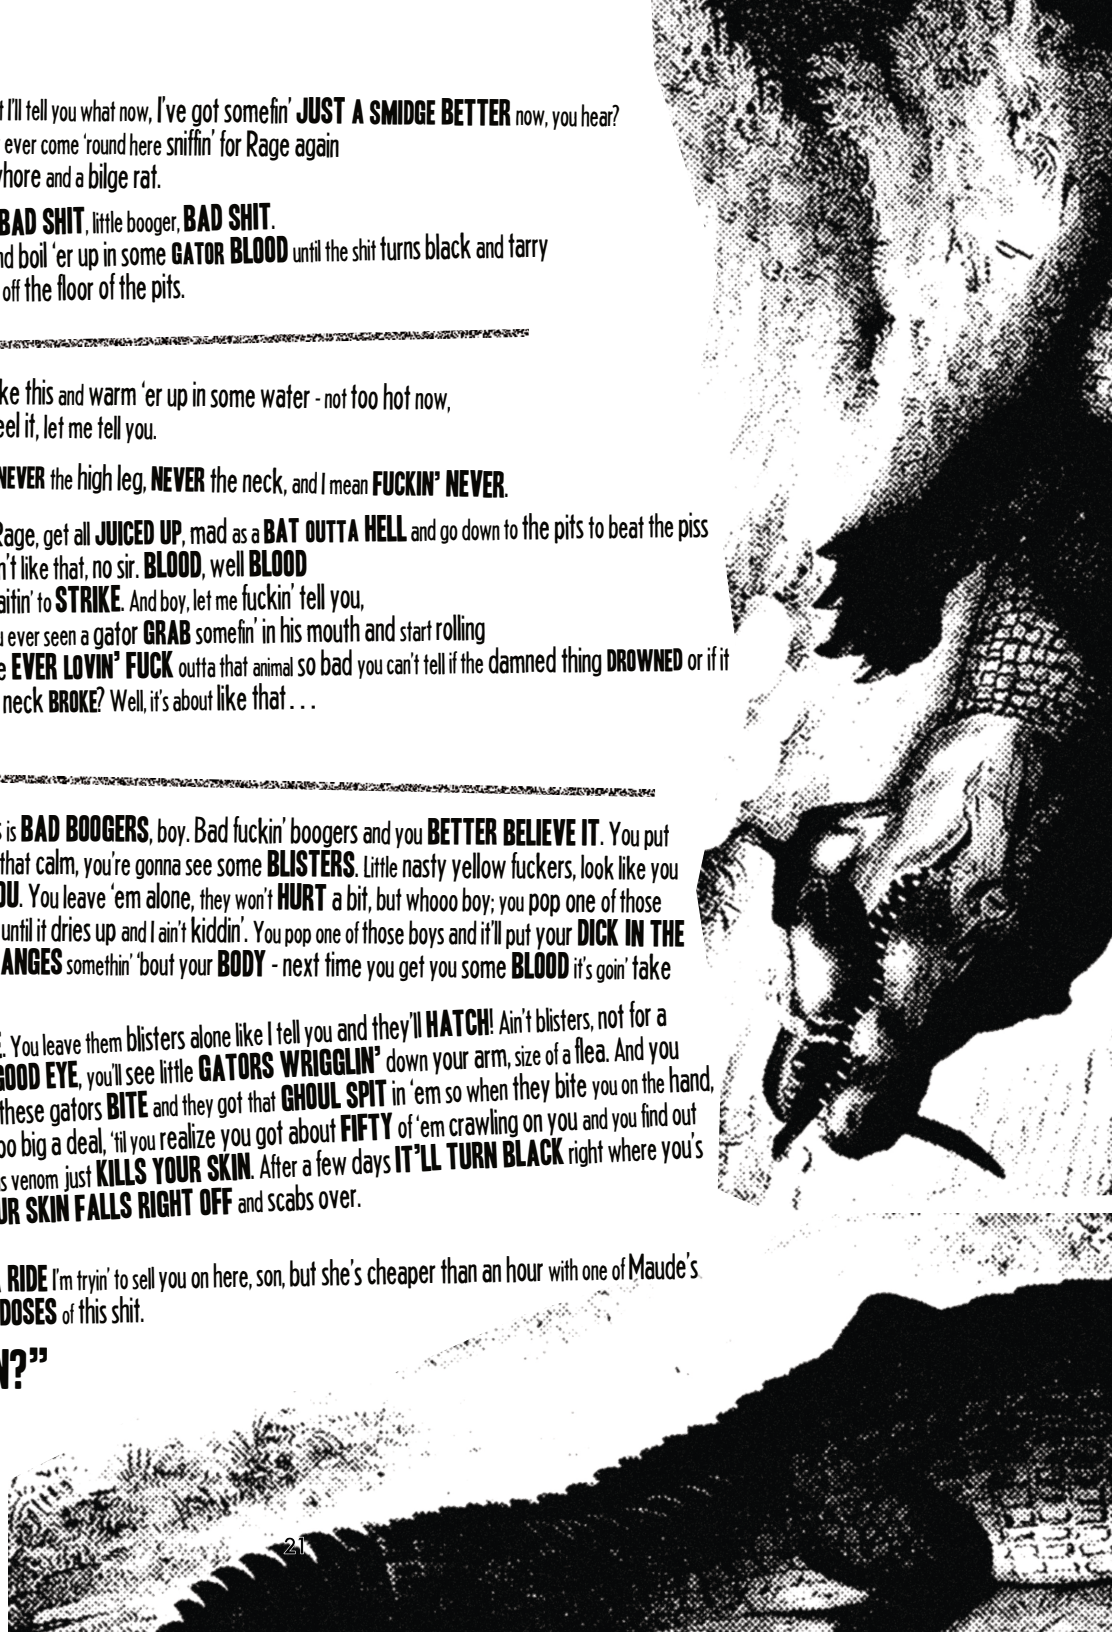 t I'll tell you what now, I've got somefin' JUST A SMIDGE BETTER now, you hear?
ever come 'round here sniffin' for Rage again
whore and a bilge rat.
BAD SHIT, little booger, BAD SHIT.
nd boil 'er up in some GATOR BLOOD until the shit turns black and tarry
off the floor of the pits.
ke this and warm 'er up in some water - not too hot now,
eel it, let me tell you.
NEVER the high leg, NEVER the neck, and I mean FUCKIN' NEVER.
Rage, get all JUICED UP, mad as a BAT OUTTA HELL and go down to the pits to beat the piss
n't like that, no sir. BLOOD, well BLOOD
aitin' to STRIKE. And boy, let me fuckin' tell you,
u ever seen a gator GRAB somefin' in his mouth and start rolling
e EVER LOVIN' FUCK outta that animal so bad you can't tell if the damned thing DROWNED or if it
neck BROKE? Well, it's about like that . . .
s is BAD BOOGERS, boy. Bad fuckin' boogers and you BETTER BELIEVE IT. You put
that calm, you're gonna see some BLISTERS. Little nasty yellow fuckers, look like you
OU. You leave 'em alone, they won't HURT a bit, but whooo boy; you pop one of those
until it dries up and I ain't kiddin'. You pop one of those boys and it'll put your DICK IN THE
ANGES somethin' 'bout your BODY - next time you get you some BLOOD it's goin' take
E. You leave them blisters alone like I tell you and they'll HATCH! Ain't blisters, not for a
GOOD EYE, you'll see little GATORS WRIGGLIN' down your arm, size of a flea. And you
these gators BITE and they got that GHOUL SPIT in 'em so when they bite you on the hand,
oo big a deal, 'til you realize you got about FIFTY of 'em crawling on you and you find out
s venom just KILLS YOUR SKIN. After a few days IT'LL TURN BLACK right where you's
UR SKIN FALLS RIGHT OFF and scabs over.
RIDE I'm tryin' to sell you on here, son, but she's cheaper than an hour with one of Maude's
DOSES of this shit.
N?"
21